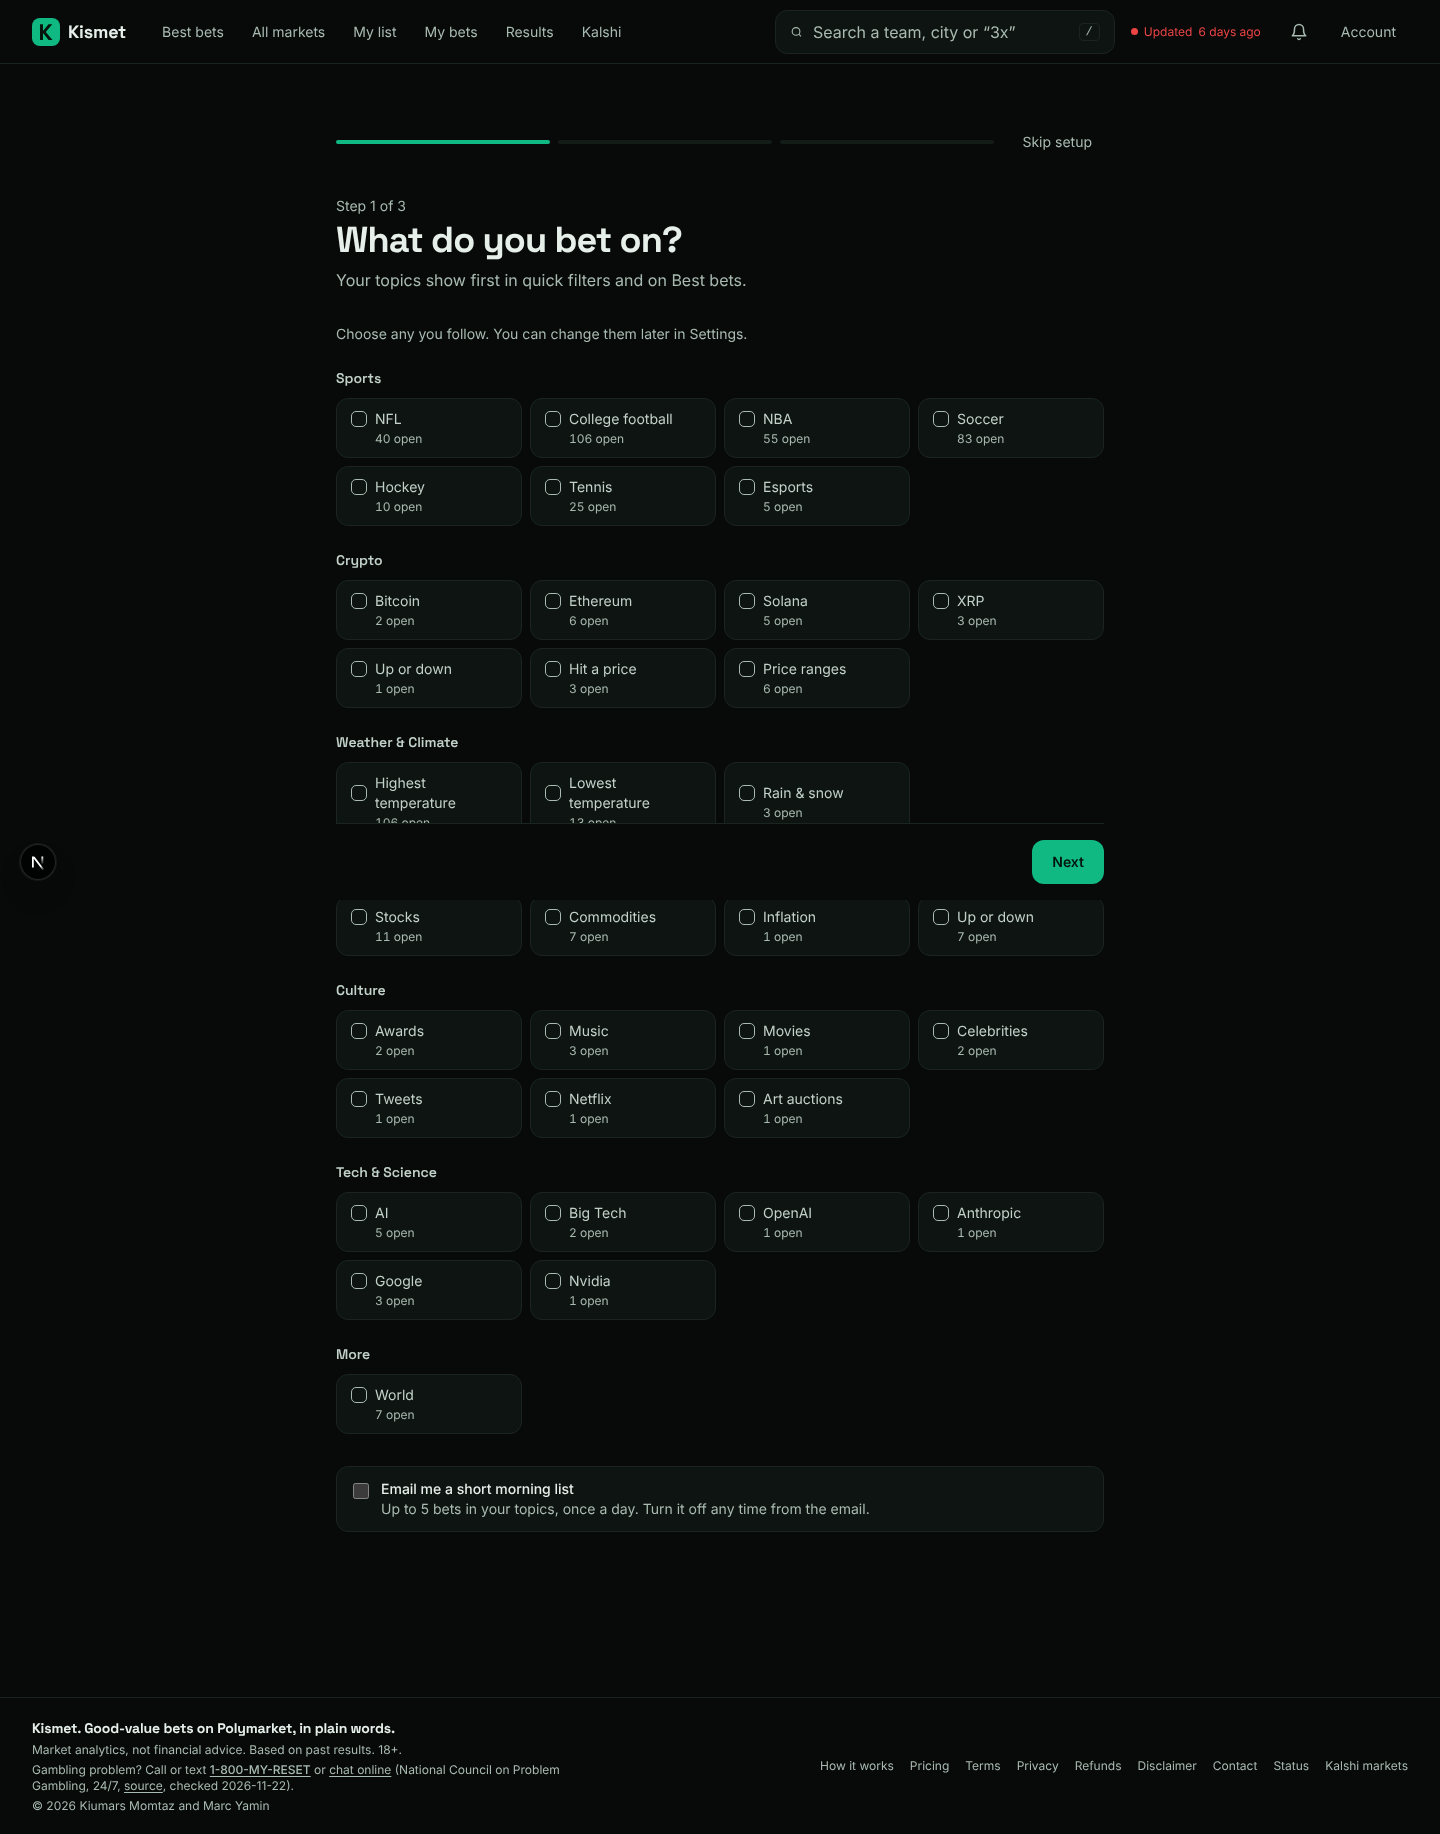 Kismet
Best bets
All markets
My list
My bets
Results
Kalshi
Search a team, city or “3x”
/
Updated 6 days ago
Account
Skip setup
Step 1 of 3
What do you bet on?
Your topics show first in quick filters and on Best bets.
Choose any you follow. You can change them later in Settings.
Sports
NFL
40 open
College football
106 open
NBA
55 open
Soccer
83 open
Hockey
10 open
Tennis
25 open
Esports
5 open
Crypto
Bitcoin
2 open
Ethereum
6 open
Solana
5 open
XRP
3 open
Up or down
1 open
Hit a price
3 open
Price ranges
6 open
Weather & Climate
Highest
temperature
106 open
Lowest
temperature
13 open
Rain & snow
3 open
Next
Stocks
11 open
Commodities
7 open
Inflation
1 open
Up or down
7 open
Culture
Awards
2 open
Music
3 open
Movies
1 open
Celebrities
2 open
Tweets
1 open
Netflix
1 open
Art auctions
1 open
Tech & Science
AI
5 open
Big Tech
2 open
OpenAI
1 open
Anthropic
1 open
Google
3 open
Nvidia
1 open
More
World
7 open
Email me a short morning list
Up to 5 bets in your topics, once a day. Turn it off any time from the email.
Kismet. Good-value bets on Polymarket, in plain words.
Market analytics, not financial advice. Based on past results. 18+.
Gambling problem? Call or text 1-800-MY-RESET or chat online (National Council on Problem
Gambling, 24/7, source, checked 2026-11-22).
© 2026 Kiumars Momtaz and Marc Yamin
How it works
Pricing
Terms
Privacy
Refunds
Disclaimer
Contact
Status
Kalshi markets